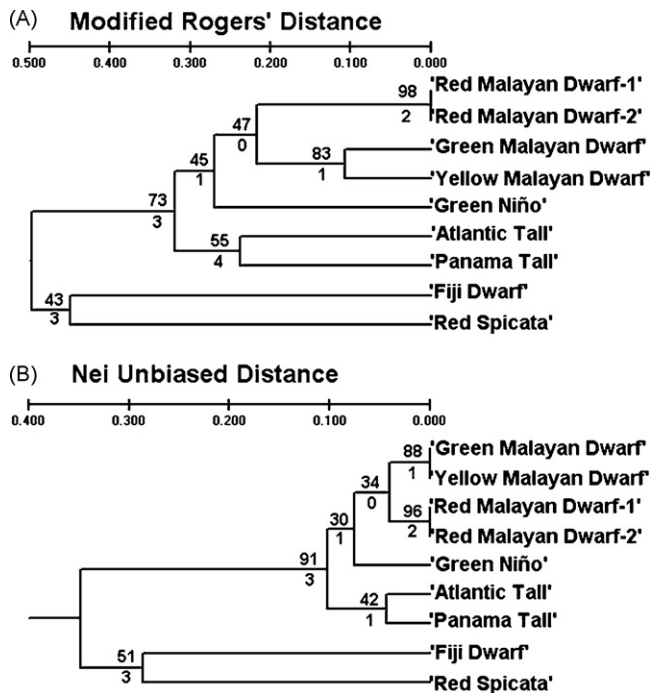 (A) Modified Rogers' Distance
0.500 0.400 0.300 0.200 0.100 0.000
98 'Red Malayan Dwarf-1'
2 'Red Malayan Dwarf-2'
47
0
'Green Malayan Dwarf'
83
1
'Yellow Malayan Dwarf'
45
1
'Green Niño'
73
3
'Atlantic Tall'
55
4
'Panama Tall'
'Fiji Dwarf'
43
3
'Red Spicata'
(B) Nei Unbiased Distance
0.400 0.300 0.200 0.100 0.000
'Green Malayan Dwarf'
88
1
'Yellow Malayan Dwarf'
34
0
'Red Malayan Dwarf-1'
96
2
'Red Malayan Dwarf-2'
30
1
'Green Niño'
91
3
'Atlantic Tall'
42
1
'Panama Tall'
'Fiji Dwarf'
51
3
'Red Spicata'